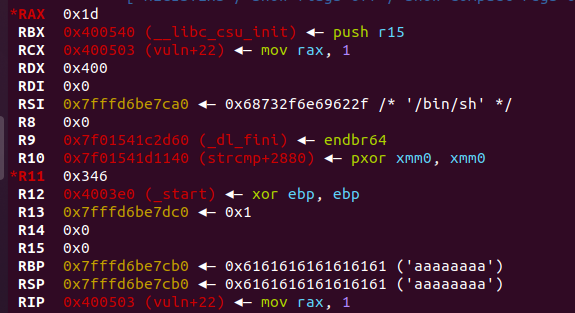 *RAX 0x1d
RBX 0x400540 (__libc_csu_init) ◂— push r15
RCX 0x400503 (vuln+22) ◂— mov rax, 1
RDX 0x400
RDI 0x0
RSI 0x7fffd6be7ca0 ◂— 0x68732f6e69622f /* '/bin/sh' */
R8 0x0
R9 0x7f01541c2d60 (_dl_fini) ◂— endbr64
R10 0x7f01541d1140 (strcmp+2880) ◂— pxor xmm0, xmm0
*R11 0x346
R12 0x4003e0 (_start) ◂— xor ebp, ebp
R13 0x7fffd6be7dc0 ◂— 0x1
R14 0x0
R15 0x0
RBP 0x7fffd6be7cb0 ◂— 0x6161616161616161 ('aaaaaaaa')
RSP 0x7fffd6be7cb0 ◂— 0x6161616161616161 ('aaaaaaaa')
RIP 0x400503 (vuln+22) ◂— mov rax, 1